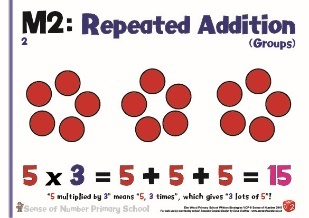 M2: Repeated Addition
2
(Groups)
5 x 3 = 5 + 5 + 5 = 15
"5 multiplied by 3" means "5, 3 times", which gives "3 lots of 5"!
Sense of Number Primary School